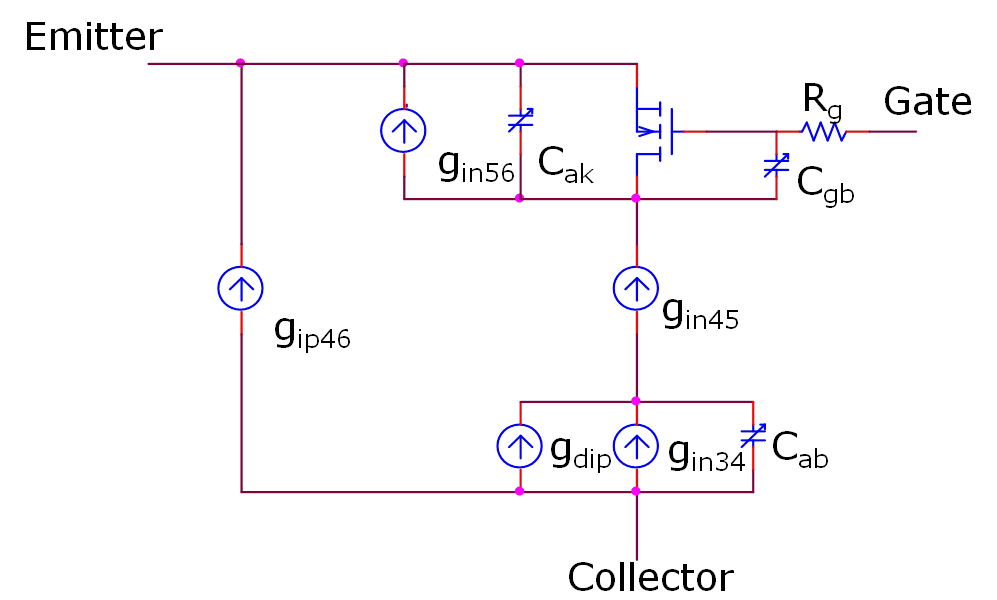 Emitter
Rg
Gate
gin56
Cak
Cgb
gip46
gin45
gdip
gin34
Cab
Collector